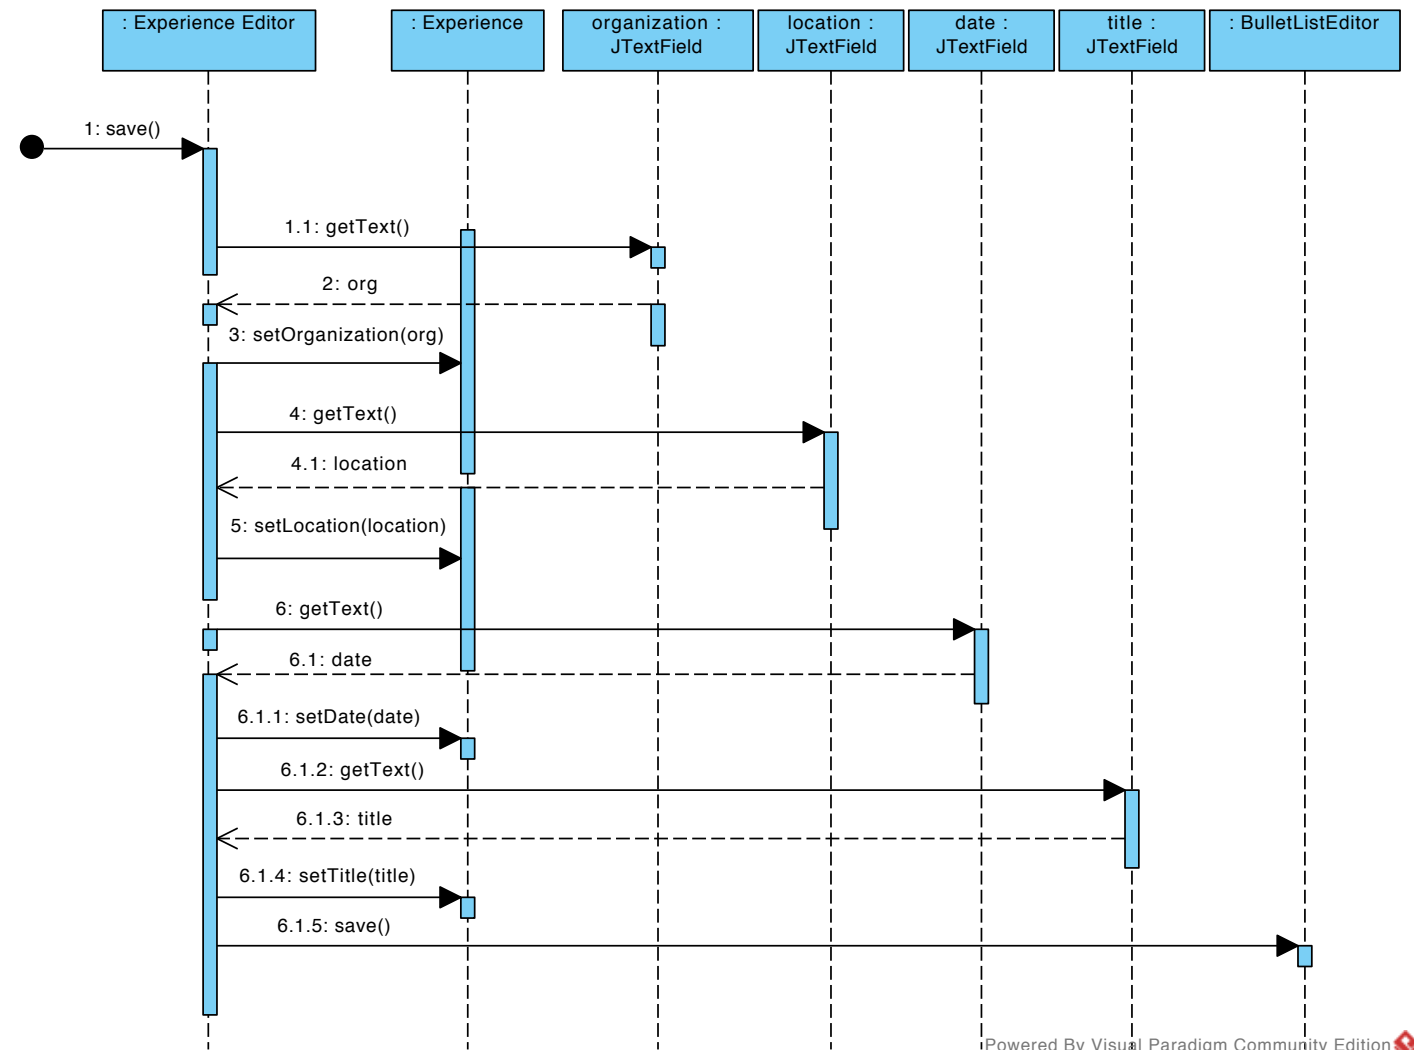 : Experience Editor
: Experience
organization :
JTextField
location :
JTextField
date :
JTextField
title :
JTextField
: BulletListEditor
1: save()
1.1: getText()
2: org
3: setOrganization(org)
4: getText()
4.1: location
5: setLocation(location)
6: getText()
6.1: date
6.1.1: setDate(date)
6.1.2: getText()
6.1.3: title
6.1.4: setTitle(title)
6.1.5: save()
Powered By Visual Paradigm Community Edition